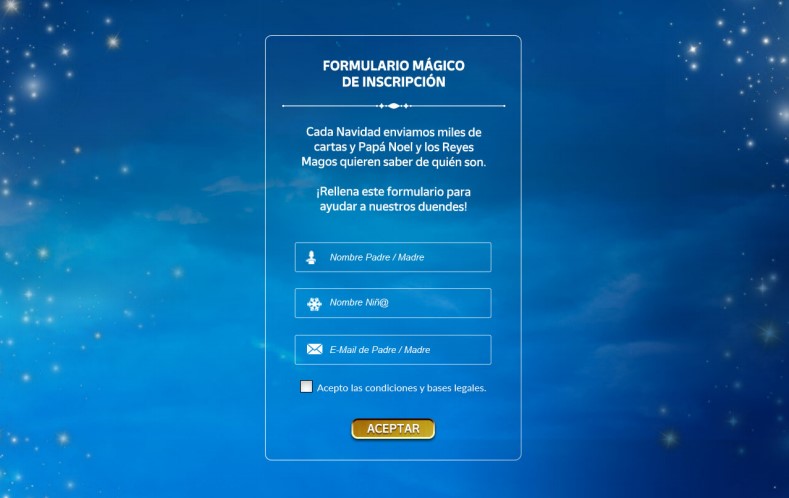 FORMULARIO MÁGICO
DE INSCRIPCIÓN
Cada Navidad enviamos miles de
cartas y Papá Noel y los Reyes
Magos quieren saber de quién son.
¡Rellena este formulario para
ayudar a nuestros duendes!
Nombre Padre / Madre
Nombre Niñ@
E-Mail de Padre / Madre
Acepto las condiciones y bases legales.
ACEPTAR